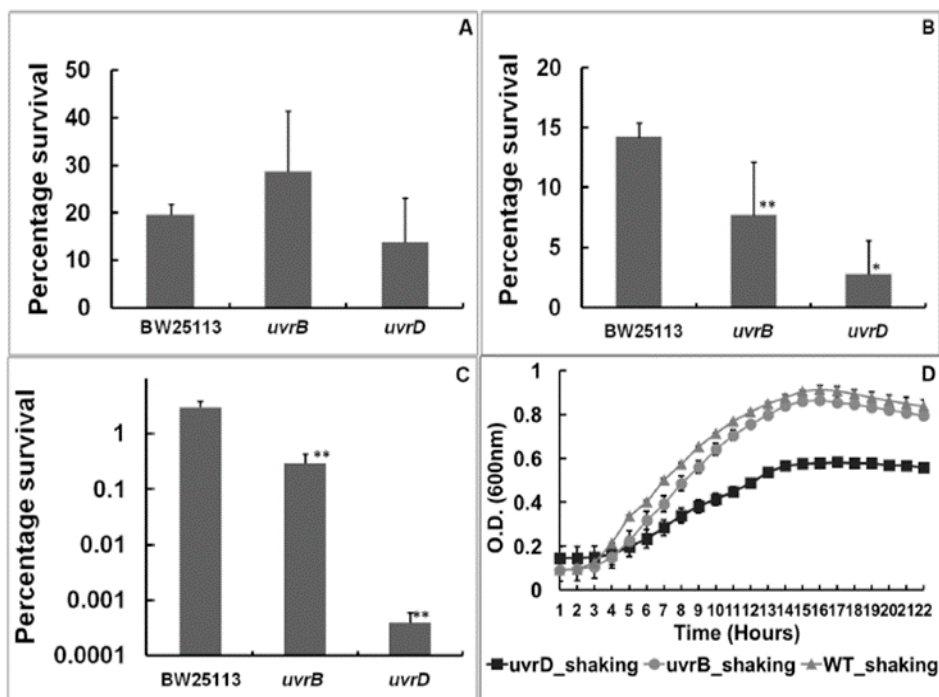 A
Percentage survival
50
40
30
20
10
0
BW25113 uvrB uvrD
B
Percentage survival
20
15
10
5
0
**
*
BW25113 uvrB uvrD
C
Percentage survival
1
0.1
0.01
0.001
0.0001
**
**
BW25113 uvrB uvrD
D
O.D. (600nm)
1
0.8
0.6
0.4
0.2
0
1 2 3 4 5 6 7 8 9 10 11 12 13 14 15 16 17 18 19 20 21 22
Time (Hours)
uvrD_shaking uvrB_shaking WT_shaking